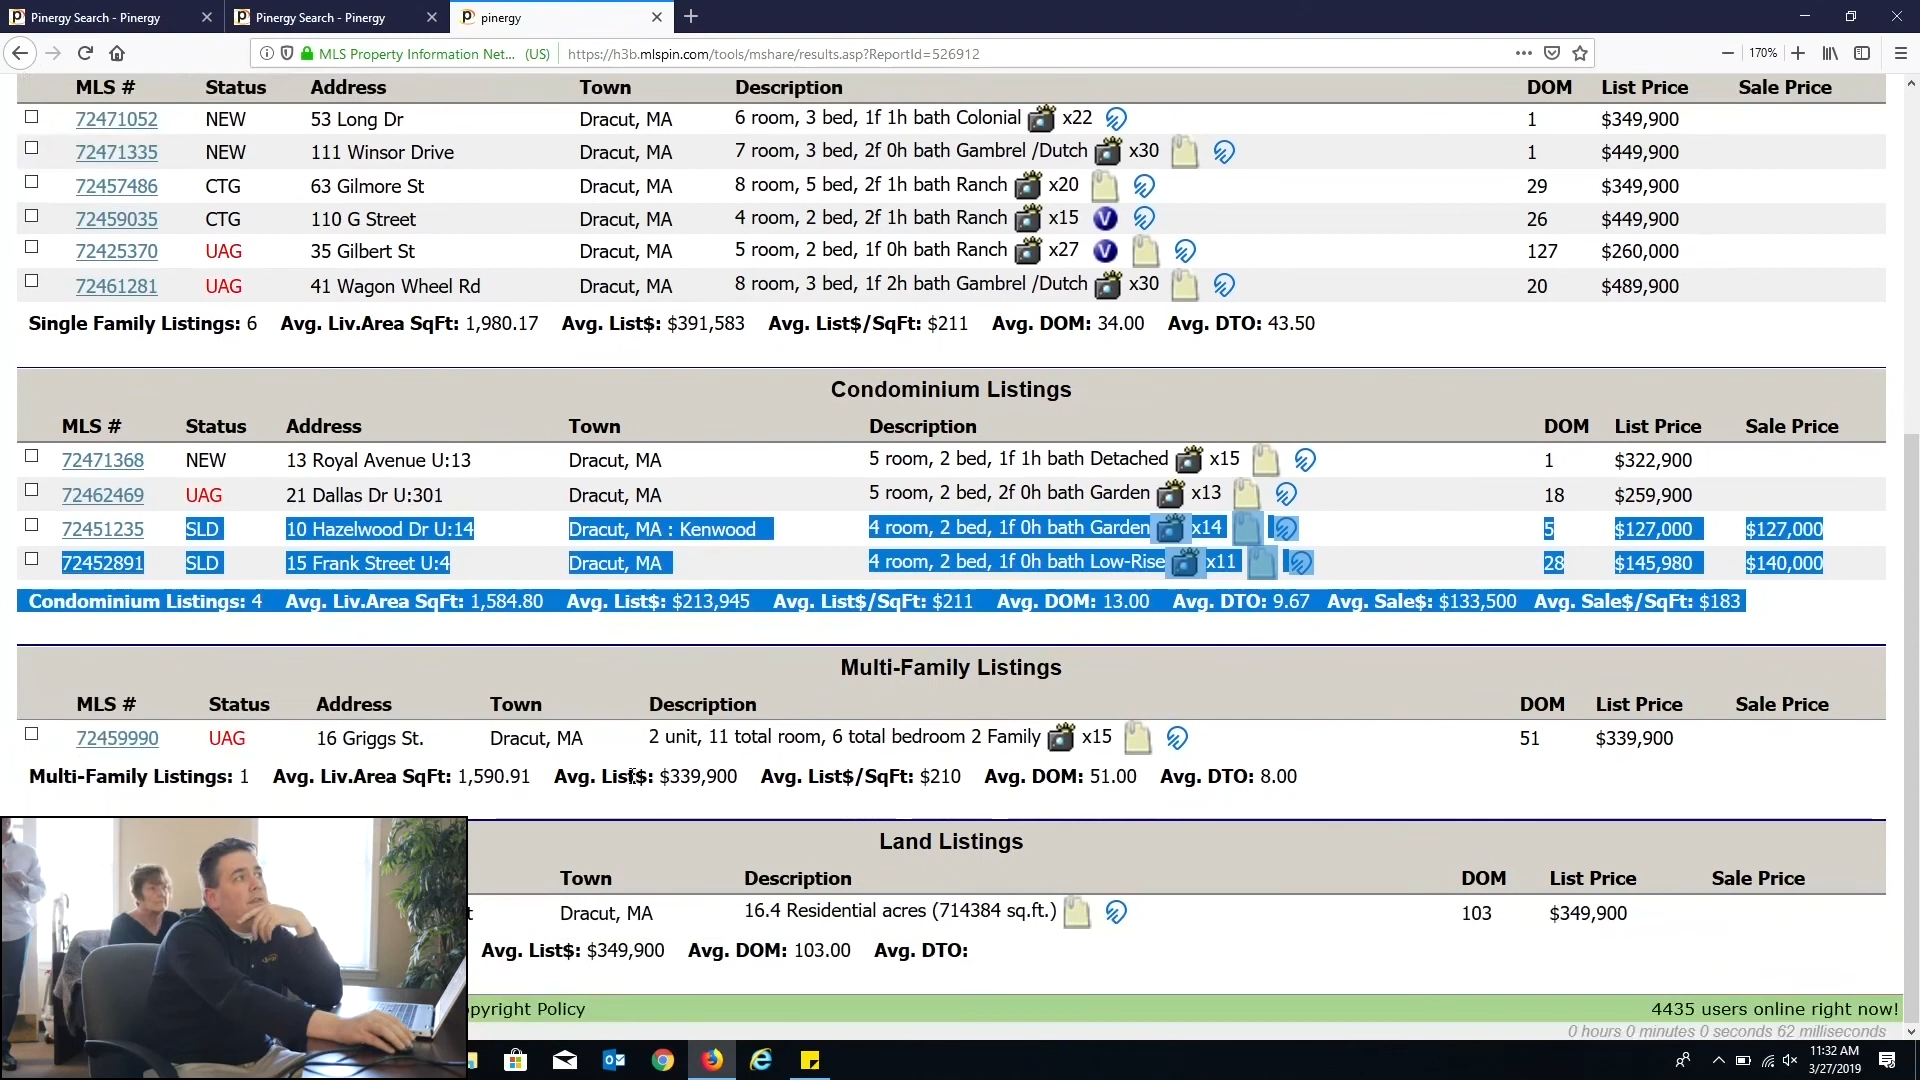 Pinergy Search - Pinergy
Pinergy Search - Pinergy
pinergy
MLS Property Information Net... (US) https://h3b.mlspin.com/tools/mshare/results.asp?ReportId=526912 170%
MLS # Status Address Town Description DOM List Price Sale Price
72471052 NEW 53 Long Dr Dracut, MA 6 room, 3 bed, 1f 1h bath Colonial x22 1 $349,900
72471335 NEW 111 Winsor Drive Dracut, MA 7 room, 3 bed, 2f 0h bath Gambrel /Dutch x30 1 $449,900
72457486 CTG 63 Gilmore St Dracut, MA 8 room, 5 bed, 2f 1h bath Ranch x20 29 $349,900
72459035 CTG 110 G Street Dracut, MA 4 room, 2 bed, 2f 1h bath Ranch x15 V 26 $449,900
72425370 UAG 35 Gilbert St Dracut, MA 5 room, 2 bed, 1f 0h bath Ranch x27 V 127 $260,000
72461281 UAG 41 Wagon Wheel Rd Dracut, MA 8 room, 3 bed, 1f 2h bath Gambrel /Dutch x30 20 $489,900
Single Family Listings: 6 Avg. Liv.Area SqFt: 1,980.17 Avg. List$: $391,583 Avg. List$/SqFt: $211 Avg. DOM: 34.00 Avg. DTO: 43.50
Condominium Listings
MLS # Status Address Town Description DOM List Price Sale Price
72471368 NEW 13 Royal Avenue U:13 Dracut, MA 5 room, 2 bed, 1f 1h bath Detached x15 1 $322,900
72462469 UAG 21 Dallas Dr U:301 Dracut, MA 5 room, 2 bed, 2f 0h bath Garden x13 18 $259,900
72451235 SLD 10 Hazelwood Dr U:14 Dracut, MA : Kenwood 4 room, 2 bed, 1f 0h bath Garden x14 5 $127,000 $127,000
72452891 SLD 15 Frank Street U:4 Dracut, MA 4 room, 2 bed, 1f 0h bath Low-Rise x11 28 $145,980 $140,000
Condominium Listings: 4 Avg. Liv.Area SqFt: 1,584.80 Avg. List$: $213,945 Avg. List$/SqFt: $211 Avg. DOM: 13.00 Avg. DTO: 9.67 Avg. Sale$: $133,500 Avg. Sale$/SqFt: $183
Multi-Family Listings
MLS # Status Address Town Description DOM List Price Sale Price
72459990 UAG 16 Griggs St. Dracut, MA 2 unit, 11 total room, 6 total bedroom 2 Family x15 51 $339,900
Multi-Family Listings: 1 Avg. Liv.Area SqFt: 1,590.91 Avg. List$: $339,900 Avg. List$/SqFt: $210 Avg. DOM: 51.00 Avg. DTO: 8.00
Land Listings
Town Description DOM List Price Sale Price
t Dracut, MA 16.4 Residential acres (714384 sq.ft.) 103 $349,900
Avg. List$: $349,900 Avg. DOM: 103.00 Avg. DTO:
opyright Policy 4435 users online right now!
0 hours 0 minutes 0 seconds 62 milliseconds
11:32 AM
3/27/2019